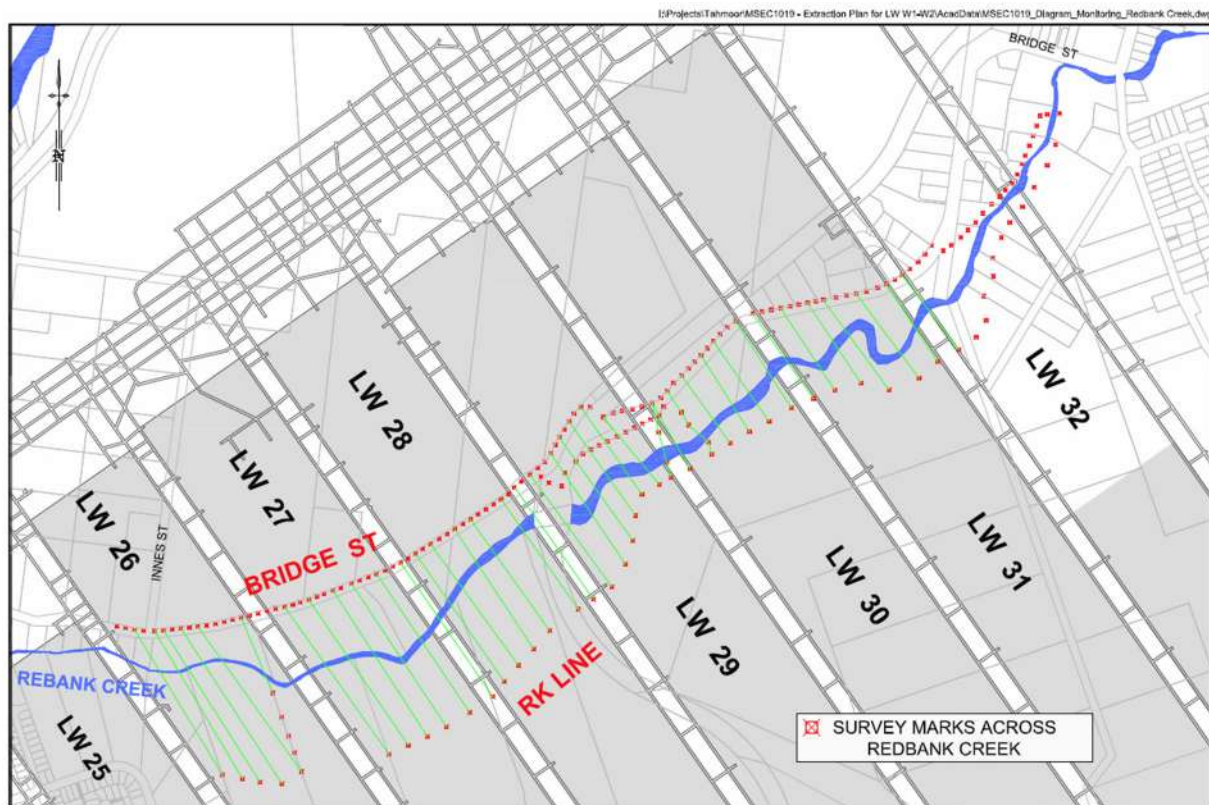 I:\Projects\Tahmoor\MSEC1019 - Extraction Plan for LW W1-W2\AcadData\MSEC1019_Diagram_Monitoring_Redbank Creek.dwg
BRIDGE ST
N
LW 32
LW 28
LW 27
LW 26
INNES ST
BRIDGE ST
LW 31
LW 30
LW 29
RK LINE
REBANK CREEK
LW 25
SURVEY MARKS ACROSS
REDBANK CREEK